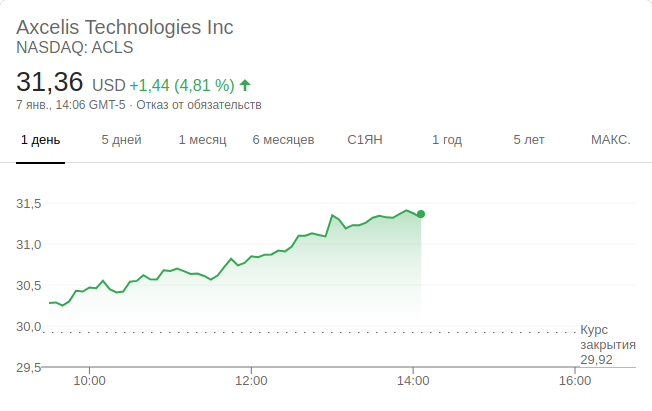 Axcelis Technologies Inc
NASDAQ: ACLS
31,36 USD +1,44 (4,81 %) ↑
7 янв., 14:06 GMT-5 · Отказ от обязательств
1 день 5 дней 1 месяц 6 месяцев С1ЯН 1 год 5 лет МАКС.
31,5
31,0
30,5
30,0
Курс
закрытия
29,92
29,5
10:00 12:00 14:00 16:00